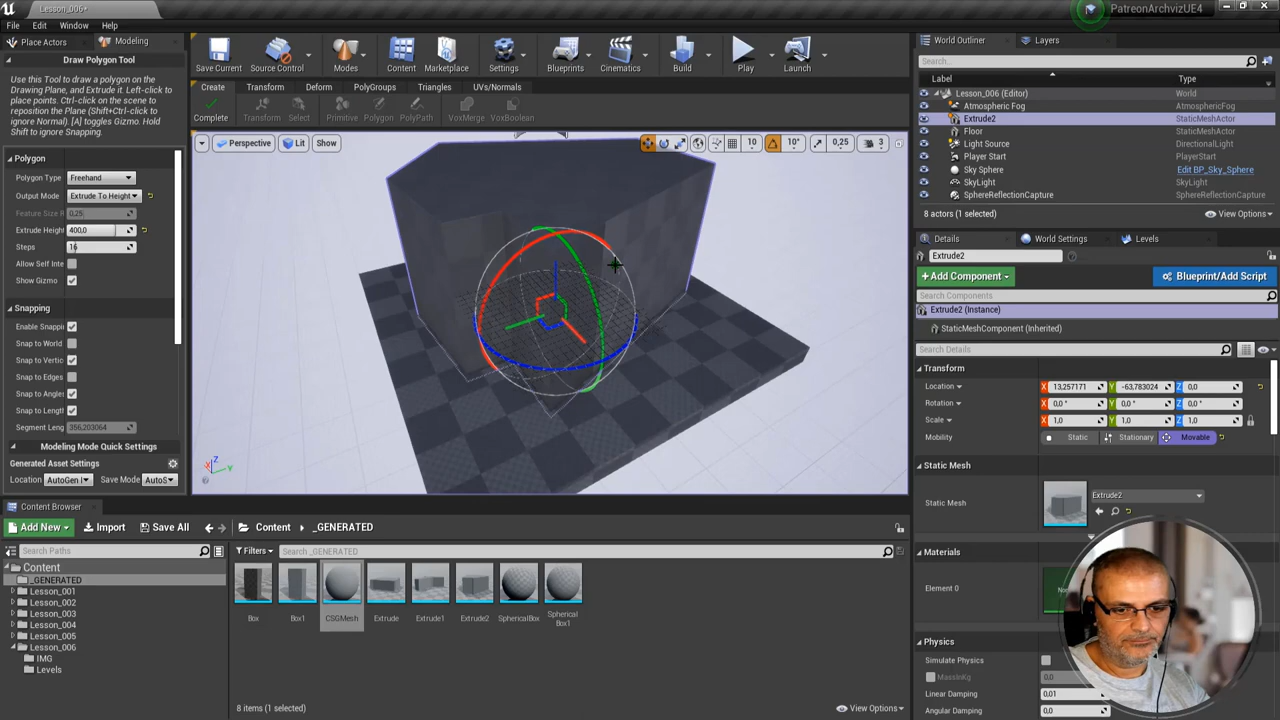 Lesson_006*
PatreonArchvizUE4
File Edit Window Help
Place Actors
Modeling
Draw Polygon Tool
Use this Tool to draw a polygon on the
Drawing Plane, and Extrude it. Left-click to
place points. Ctrl-click on the scene to
reposition the Plane (Shift+Ctrl-click to
ignore Normal). [A] toggles Gizmo. Hold
Shift to ignore Snapping.
Polygon
Polygon Type Freehand
Output Mode Extrude To Height
Feature Size R 0,25
Extrude Height 400,0
Steps 16
Allow Self Inte
Show Gizmo
Snapping
Enable Snappi
Snap to World
Snap to Vertic
Snap to Edges
Snap to Angles
Snap to Length
Segment Leng 356,203064
Modeling Mode Quick Settings
Generated Asset Settings
Location AutoGen Save Mode AutoS
Save Current Source Control Modes Content Marketplace Settings Blueprints Cinematics Build Play Launch
Create Transform Deform PolyGroups Triangles UVs/Normals
Complete Transform Select Primitive Polygon PolyPath VoxMerge VoxBoolean
Perspective Lit Show
10 10° 0,25 3
X Y Z
World Outliner
Layers
Search...
Label Type
Lesson_006 (Editor) World
Atmospheric Fog AtmosphericFog
Extrude2 StaticMeshActor
Floor StaticMeshActor
Light Source DirectionalLight
Player Start PlayerStart
Sky Sphere Edit BP_Sky_Sphere
SkyLight SkyLight
SphereReflectionCapture SphereReflectionCapture
8 actors (1 selected)
View Options
Details
World Settings
Levels
Extrude2
+Add Component
Blueprint/Add Script
Search Components
Extrude2 (Instance)
StaticMeshComponent (Inherited)
Search Details
Transform
Location X 13,257171 Y -63,783024 Z 0,0
Rotation X 0,0 ° Y 0,0 ° Z 0,0 °
Scale X 1,0 Y 1,0 Z 1,0
Mobility Static Stationary Movable
Static Mesh
Static Mesh Extrude2
Materials
Element 0
Physics
Simulate Physics
MassInKg
Linear Damping 0,01
Angular Damping 0,0
Content Browser
Add New Import Save All Content _GENERATED
Search Paths
Filters Search _GENERATED
Content
_GENERATED
Lesson_001
Lesson_002
Lesson_003
Lesson_004
Lesson_005
Lesson_006
IMG
Levels
Box Box1 CSGMesh Extrude Extrude1 Extrude2 SphericalBox Spherical
Box1
8 items (1 selected)
View Options